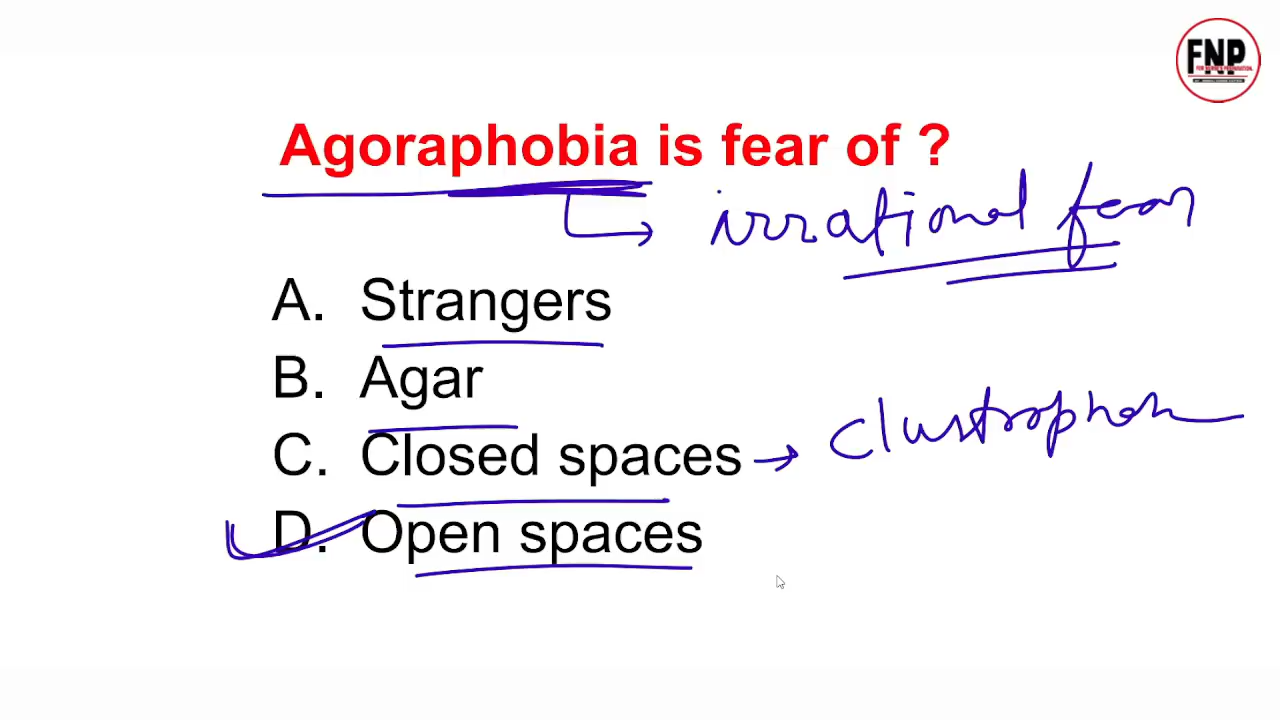 FNP
Agoraphobia is fear of ?
irrational fear
A. Strangers
B. Agar
C. Closed spaces →
D. Open spaces